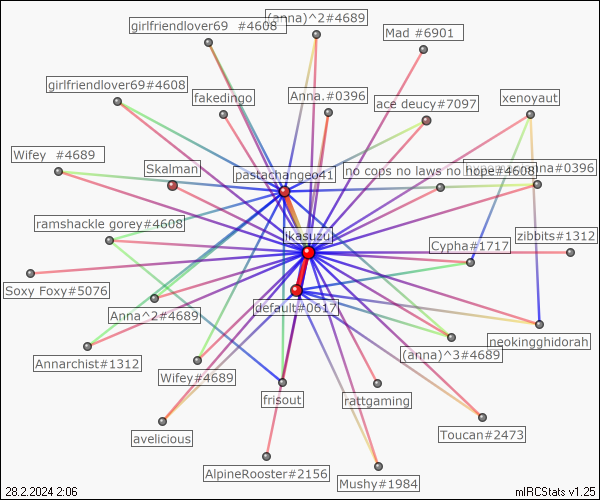 girlfriendlover69 #4608
(anna)^2#4689
Mad #6901
girlfriendlover69#4608
fakedingo
Anna.#0396
ace deucy#7097
xenoyaut
Wifey #4689
Skalman
pastachangeo41
no cops no laws no hope#4608
na#0396
ramshackle gorey#4608
ikasuzu
Cypha#1717
zibbits#1312
Soxy Foxy#5076
Anna^2#4689
default#0617
neokingghidorah
Annarchist#1312
Wifey#4689
(anna)^3#4689
frisout
rattgaming
avelicious
Toucan#2473
AlpineRooster#2156
Mushy#1984
28.2.2024 2:06
mIRCStats v1.25